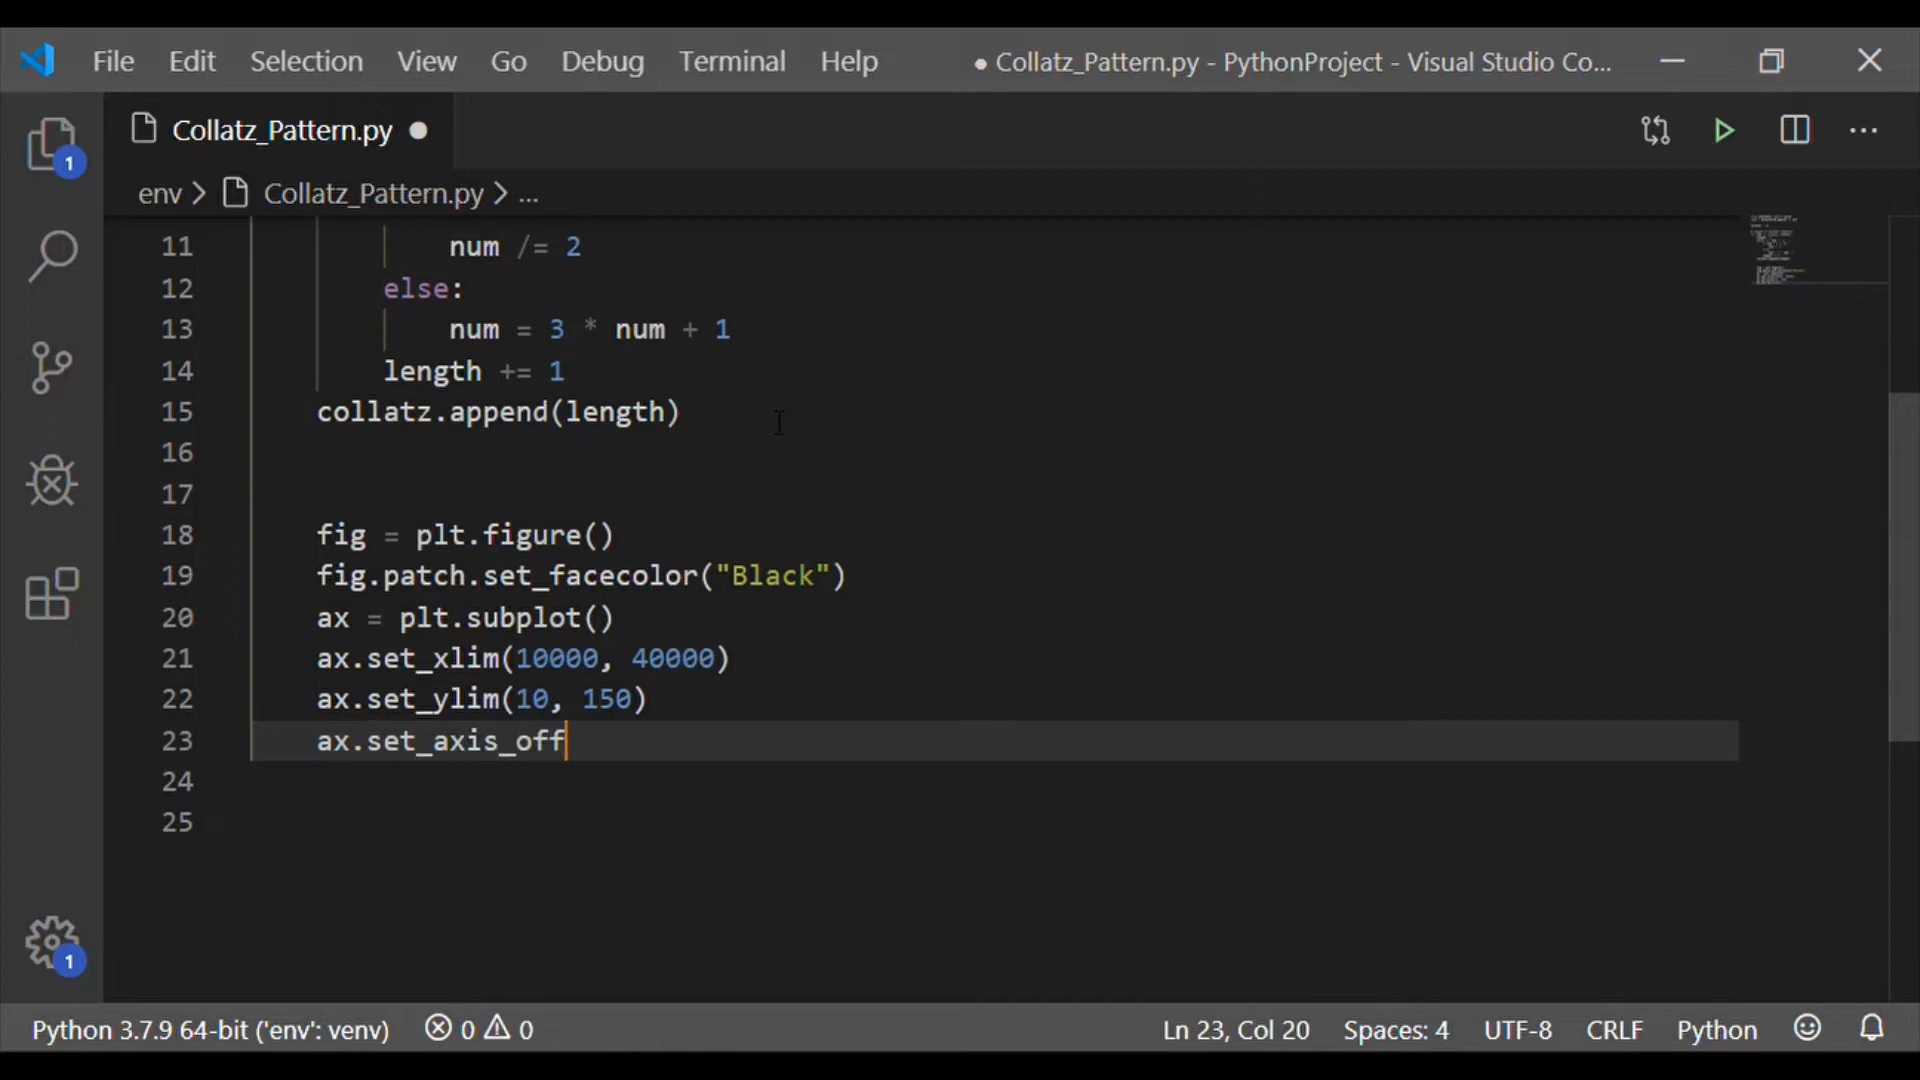 File Edit Selection View Go Debug Terminal Help ● Collatz_Pattern.py - PythonProject - Visual Studio Co...
Collatz_Pattern.py
1
env > Collatz_Pattern.py > ...
11 num /= 2
12 else:
13 num = 3 * num + 1
14 length += 1
15 collatz.append(length)
16
17
18 fig = plt.figure()
19 fig.patch.set_facecolor("Black")
20 ax = plt.subplot()
21 ax.set_xlim(10000, 40000)
22 ax.set_ylim(10, 150)
23 ax.set_axis_off
24
25
1
Python 3.7.9 64-bit ('env': venv) 0 0 Ln 23, Col 20 Spaces: 4 UTF-8 CRLF Python